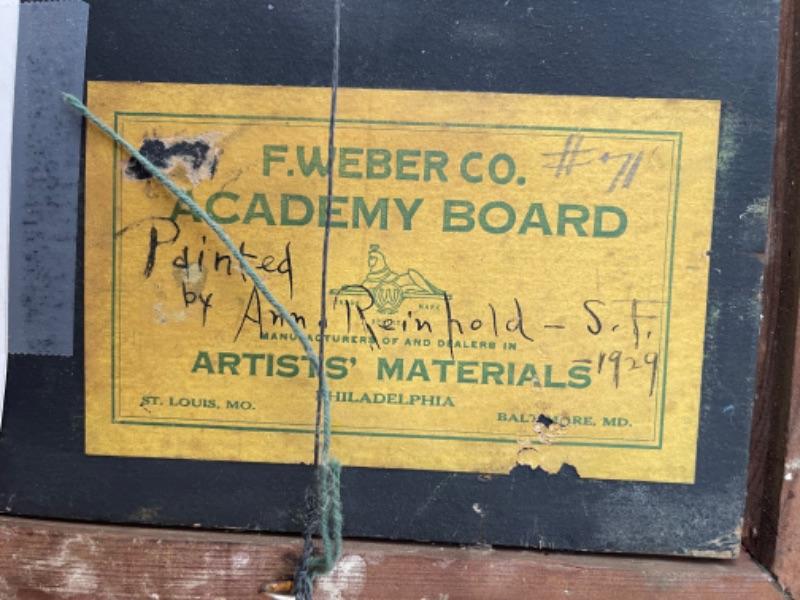 F. WEBER CO. #71
ACADEMY BOARD
Painted
by Ann Reinhold - S.F.
MANUFACTURERS OF AND DEALERS IN
-1929
ARTISTS' MATERIALS
ST. LOUIS, MO. PHILADELPHIA BALTIMORE, MD.